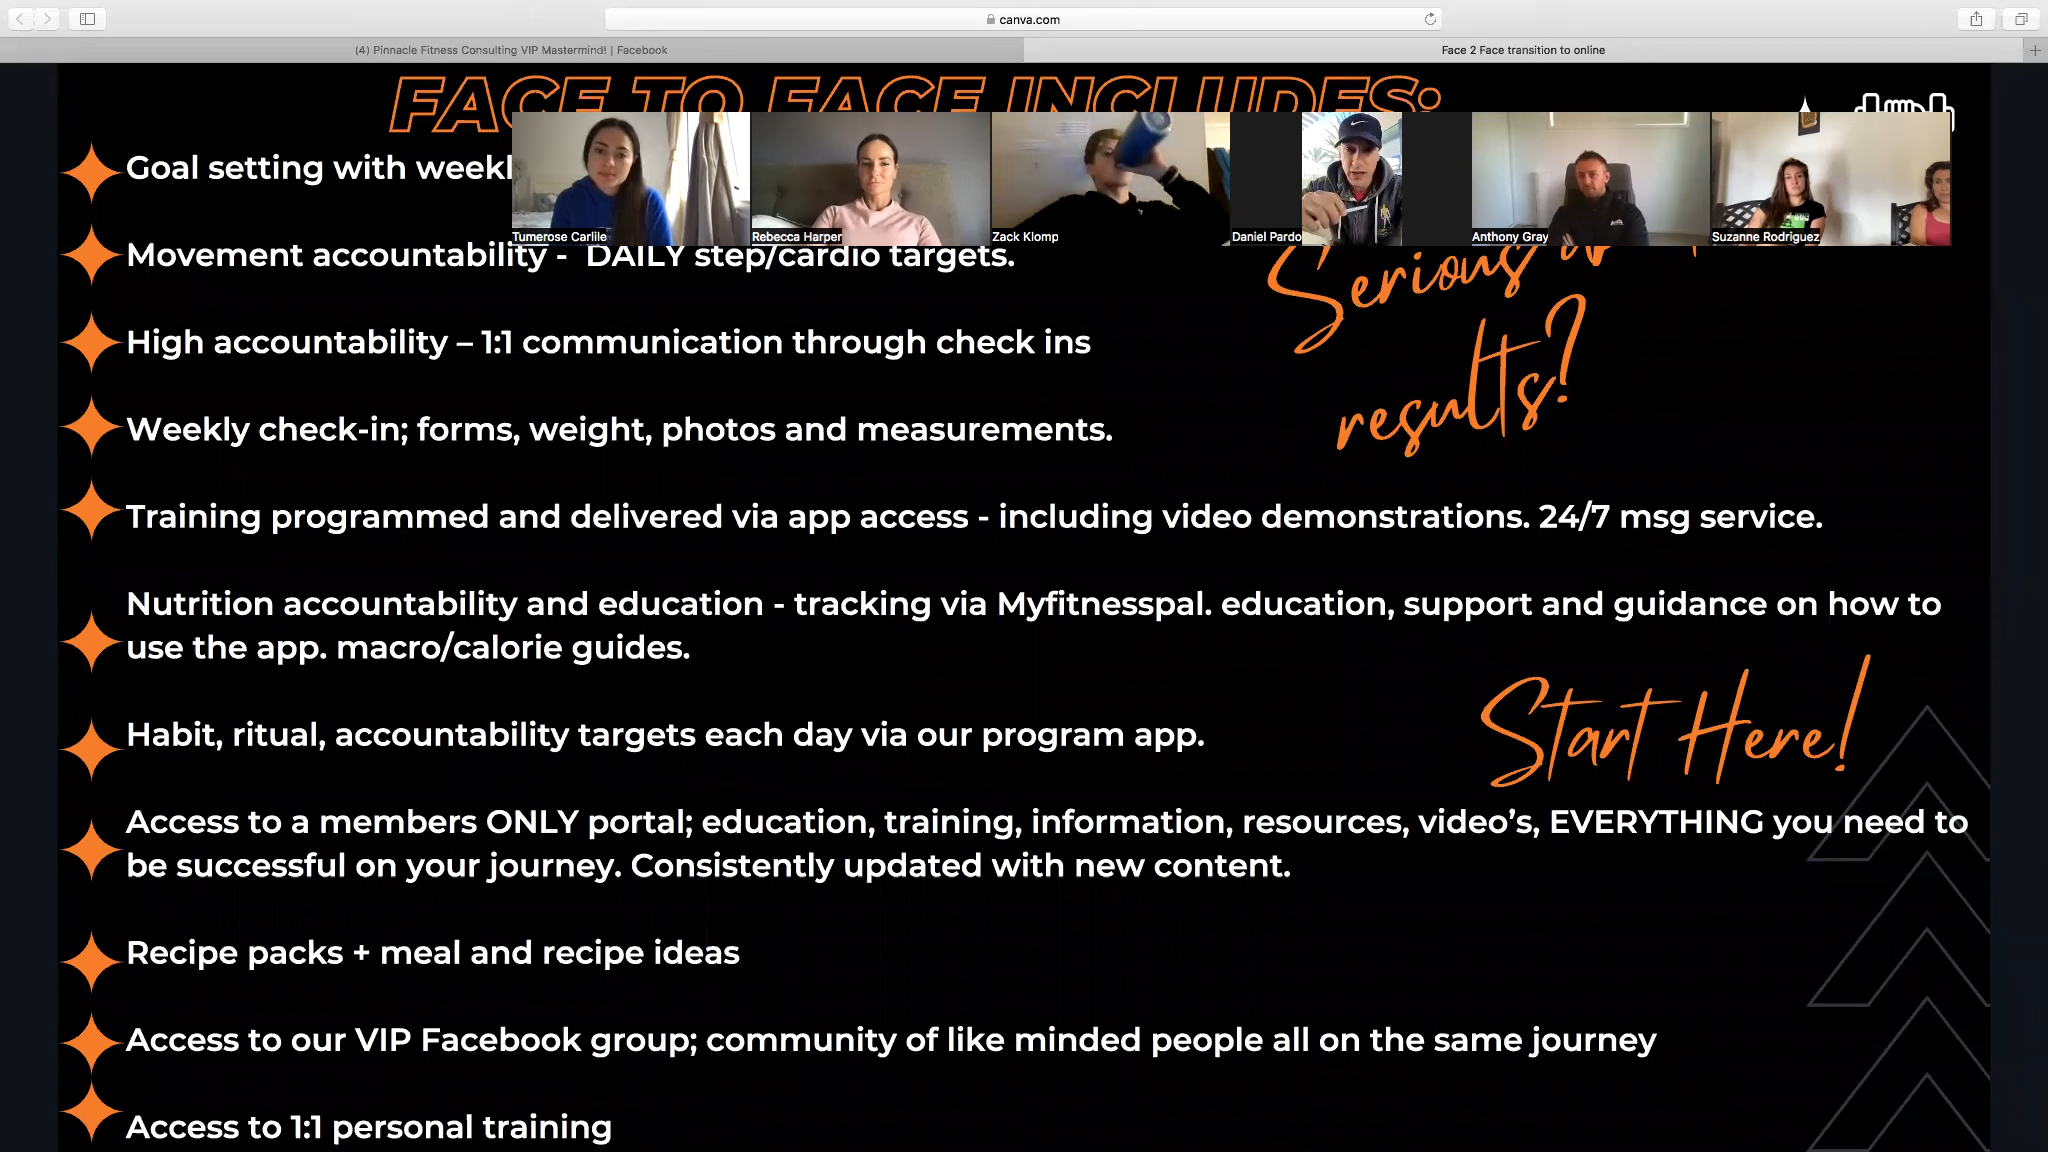 canva.com
(4) Pinnacle Fitness Consulting VIP Mastermind! | Facebook
Face 2 Face transition to online
FACE TO FACE INCLUDES:
Tumerose Carlile
Rebecca Harper
Zack Klomp
Daniel Pardo
Anthony Gray
Suzanne Rodriguez
Goal setting with
Movement accountability - DAILY step/cardio targets.
Serious
results?
High accountability – 1:1 communication through check ins
Weekly check-in; forms, weight, photos and measurements.
Training programmed and delivered via app access - including video demonstrations. 24/7 msg service.
Nutrition accountability and education - tracking via Myfitnesspal. education, support and guidance on how to
use the app. macro/calorie guides.
Habit, ritual, accountability targets each day via our program app.
Start Here!
Access to a members ONLY portal; education, training, information, resources, video’s, EVERYTHING you need to
be successful on your journey. Consistently updated with new content.
Recipe packs + meal and recipe ideas
Access to our VIP Facebook group; community of like minded people all on the same journey
Access to 1:1 personal training